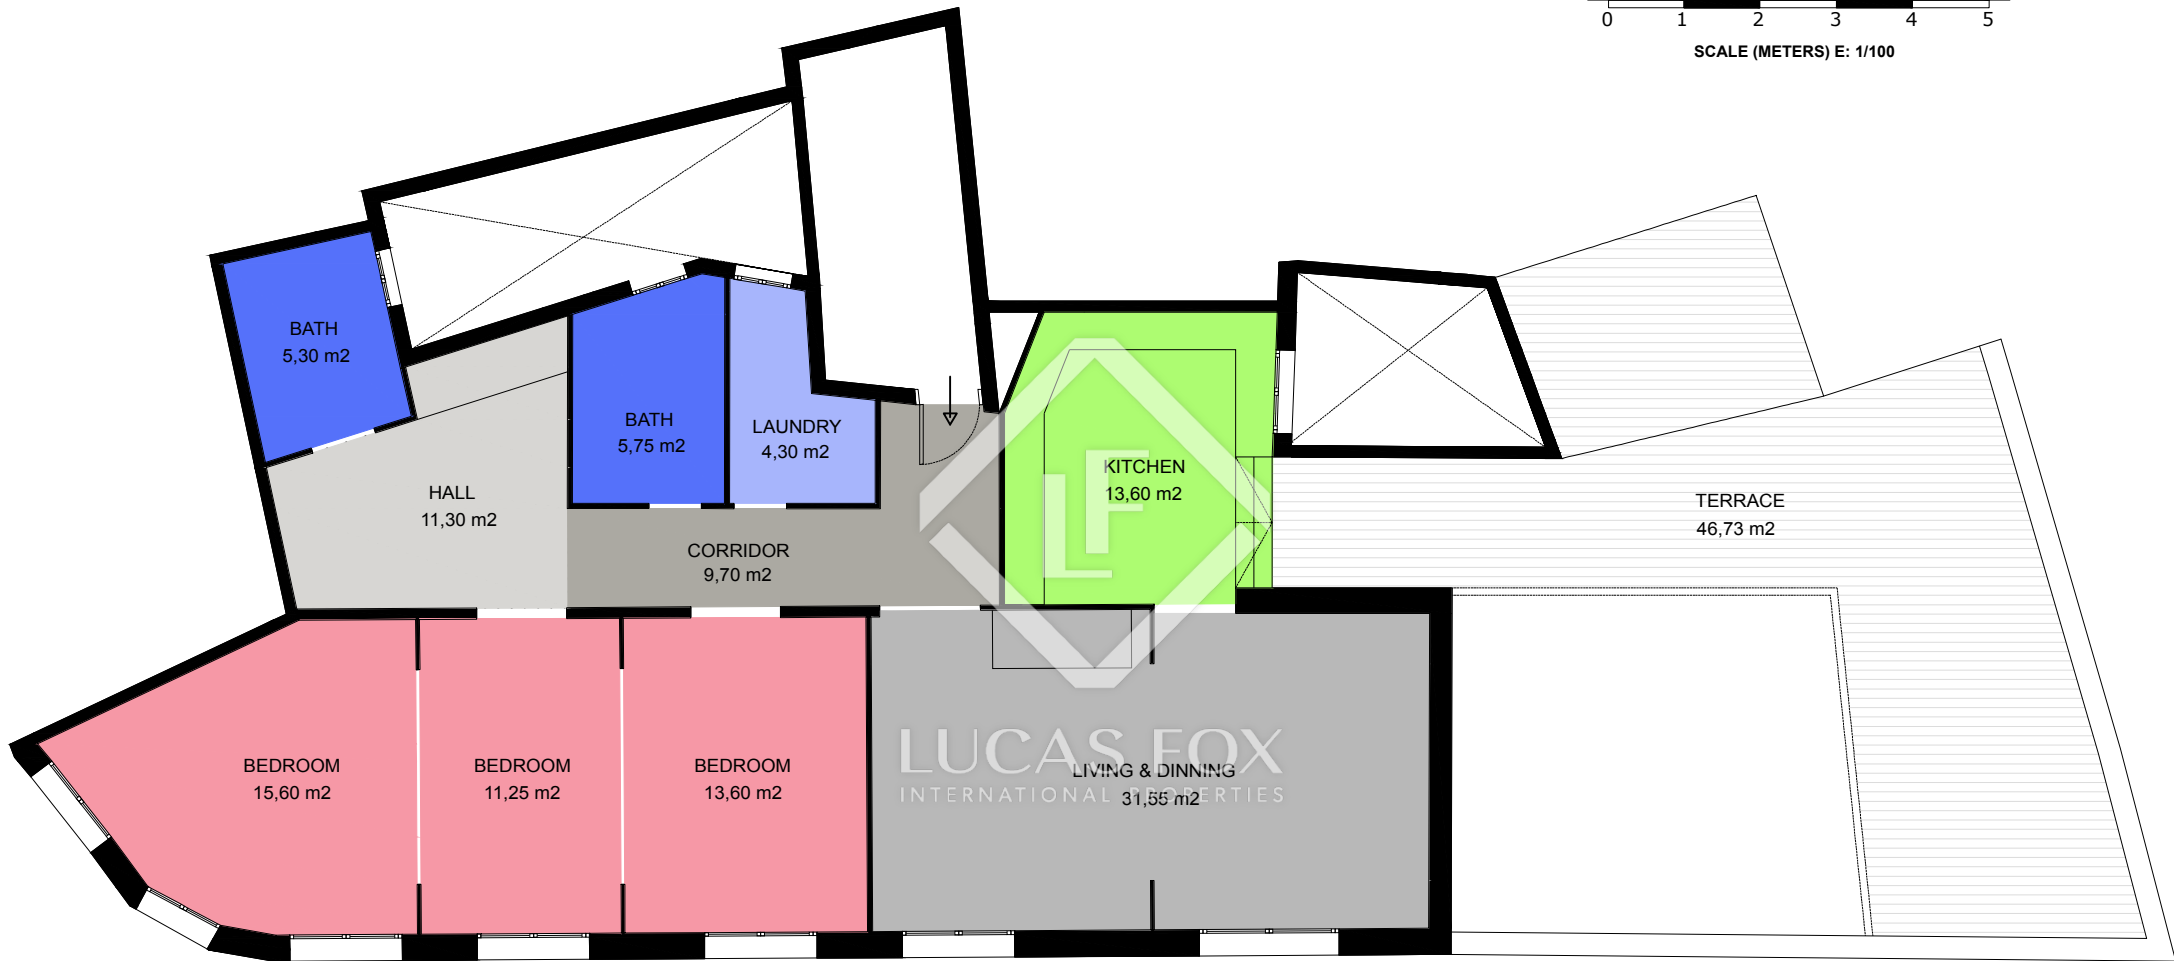 0 1 2 3 4 5
SCALE (METERS) E: 1/100
BATH
5,30 m2
BATH
5,75 m2
LAUNDRY
4,30 m2
HALL
11,30 m2
KITCHEN
13,60 m2
TERRACE
46,73 m2
CORRIDOR
9,70 m2
LF
BEDROOM
15,60 m2
BEDROOM
11,25 m2
BEDROOM
13,60 m2
LIVING & DINNING
31,55 m2
LUCAS FOX
INTERNATIONAL PROPERTIES